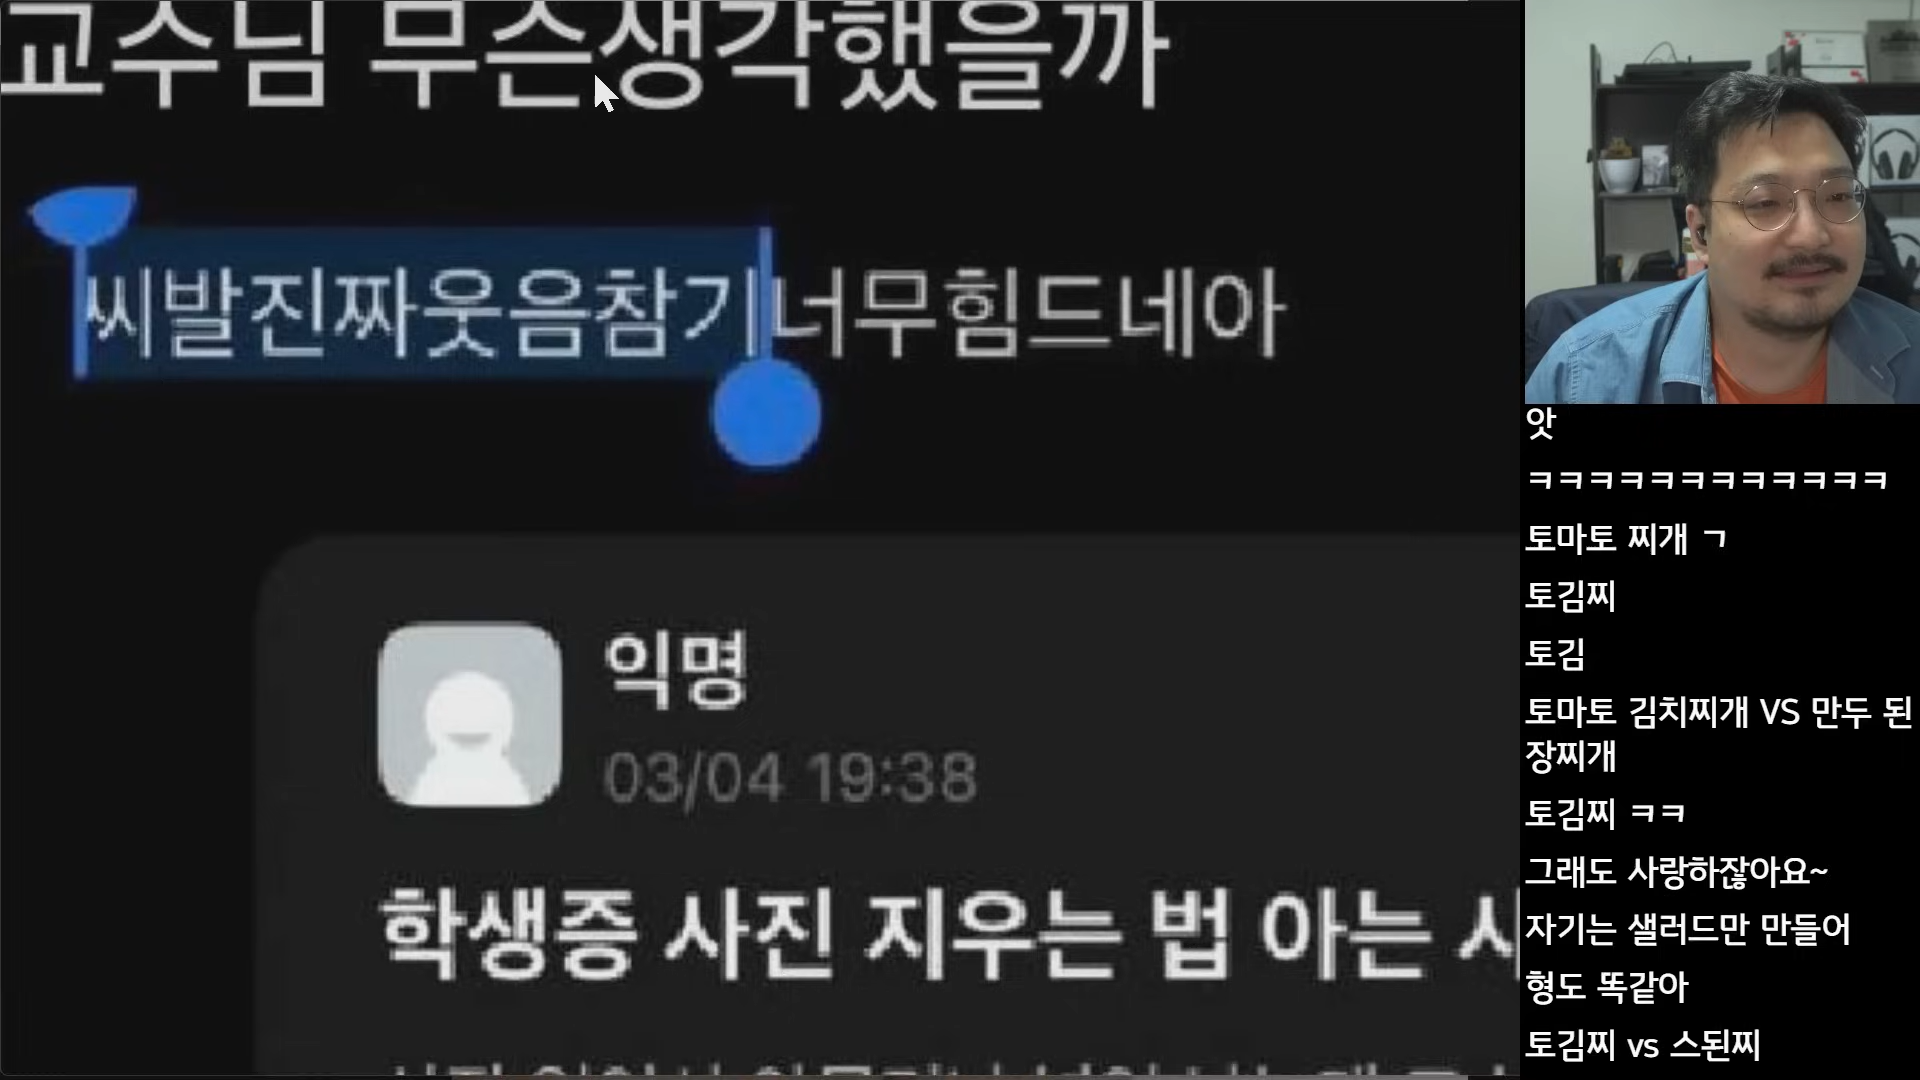 교수님 무슨생각했을까
씨발진짜웃음참기너무힘드네아
익명
03/04 19:38
학생증 사진 지우는 법 아는
앗
ㅋㅋㅋㅋㅋㅋㅋㅋㅋㅋㅋㅋ
토마토 찌개 ㄱ
토김찌
토김
토마토 김치찌개 VS 만두 된
장찌개
토김찌 ㅋㅋ
그래도 사랑하잖아요~
자기는 샐러드만 만들어
형도 똑같아
토김찌 vs 스된찌